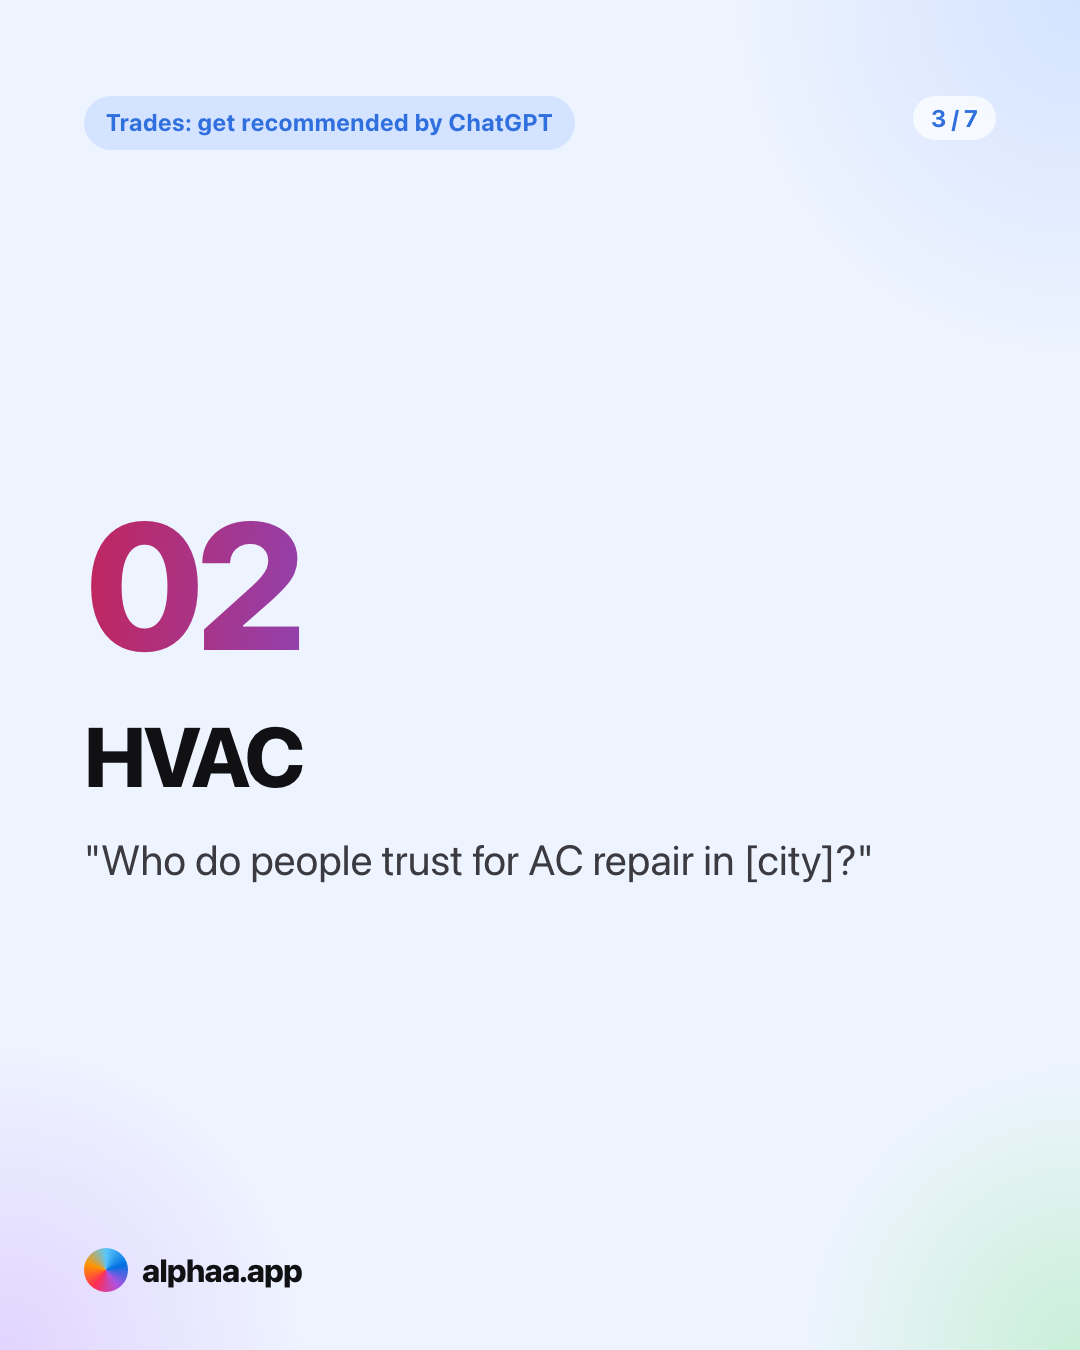 Trades: get recommended by ChatGPT
3 / 7
02
HVAC
"Who do people trust for AC repair in [city]?"
alphaa.app